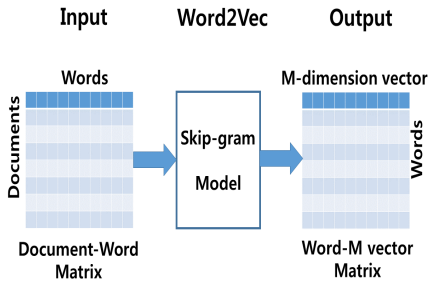 Input
Word2Vec
Output
Words
M-dimension vector
Documents
Skip-gram
Model
Words
Document-Word
Matrix
Word-M vector
Matrix